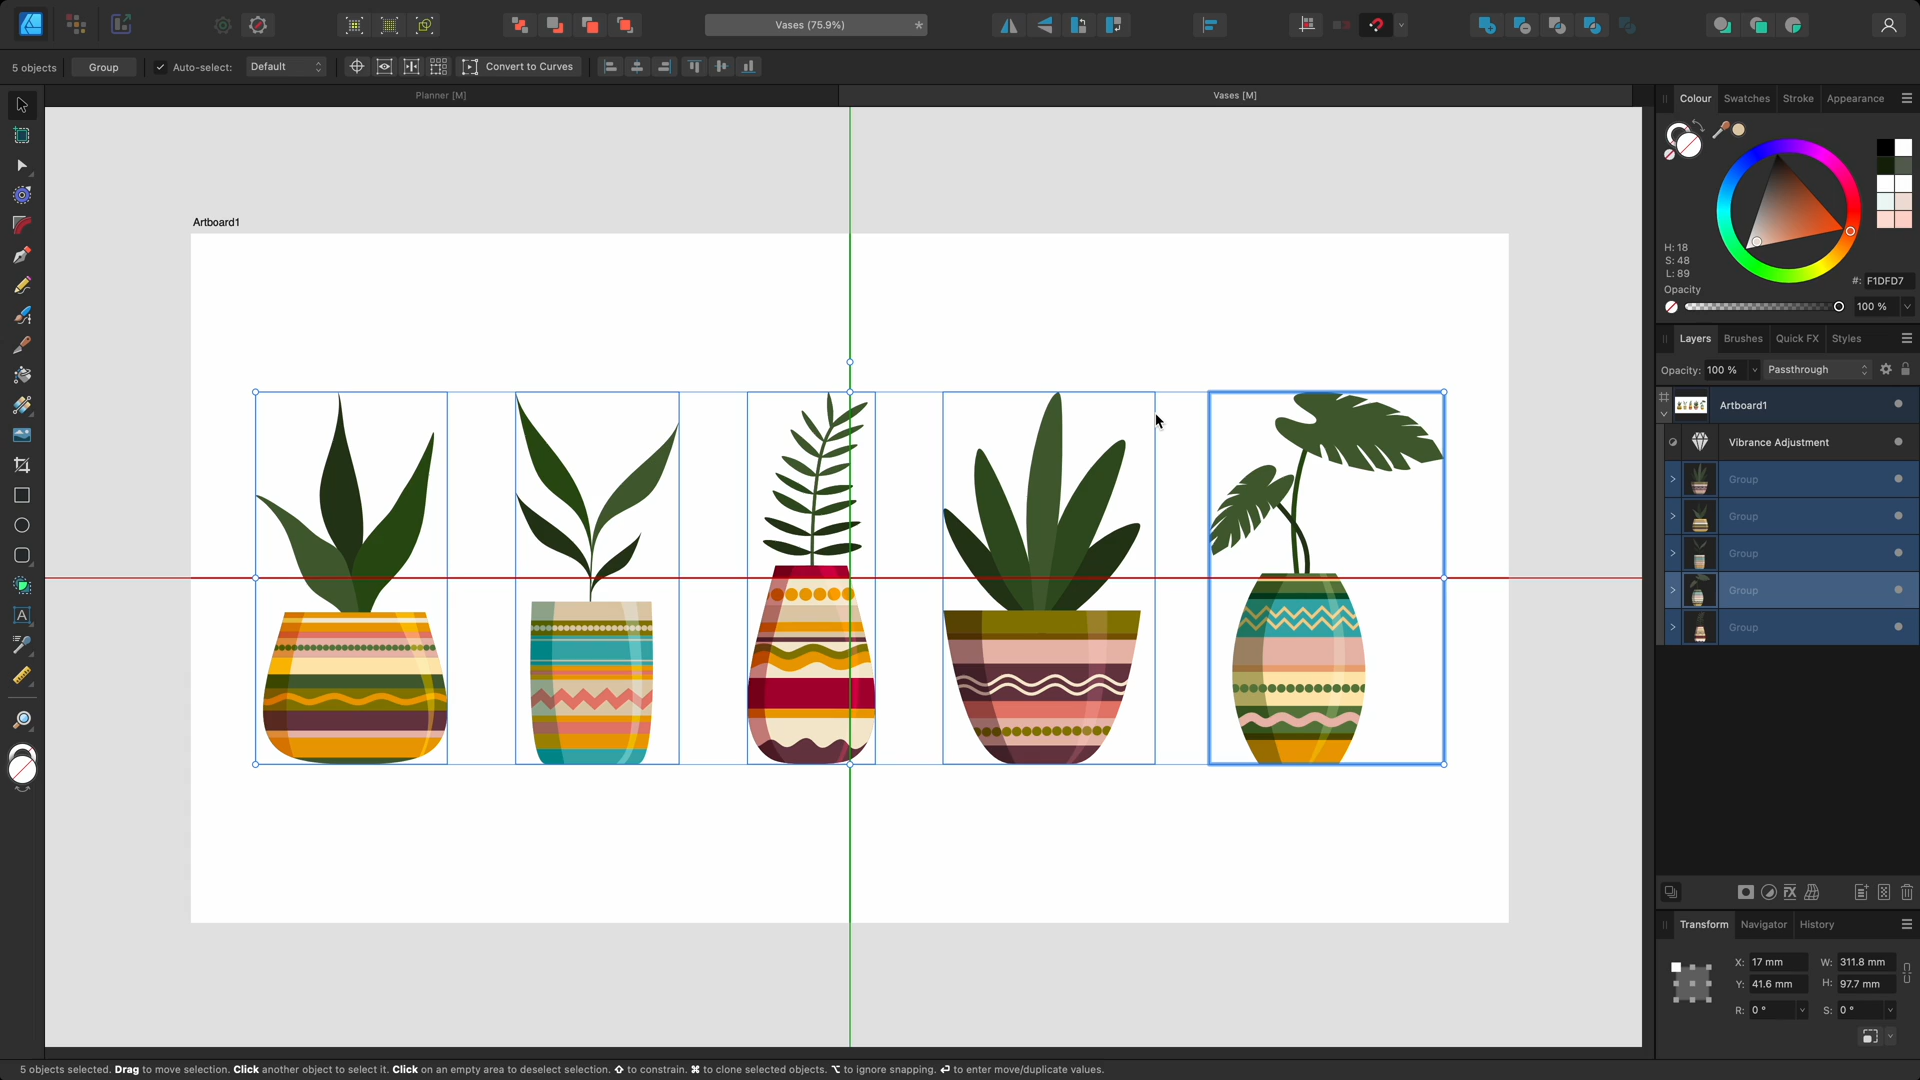 Vases (75.9%)
*
5 objects
Group
Auto-select:
Default
Convert to Curves
Planner [M]
Vases [M]
Colour
Swatches
Stroke
Appearance
Artboard1
H: 18
S: 48
L: 89
#: F1DFD7
Opacity
100 %
Layers
Brushes
Quick FX
Styles
Opacity: 100 %
Passthrough
Artboard1
Vibrance Adjustment
Group
Group
Group
Group
Group
Transform
Navigator
History
X: 17 mm
W: 311.8 mm
Y: 41.6 mm
H: 97.7 mm
R: 0 °
S: 0 °
5 objects selected. Drag to move selection. Click another object to select it. Click on an empty area to deselect selection. ⇧ to constrain. ⌘ to clone selected objects. ⌥ to ignore snapping. ↵ to enter move/duplicate values.